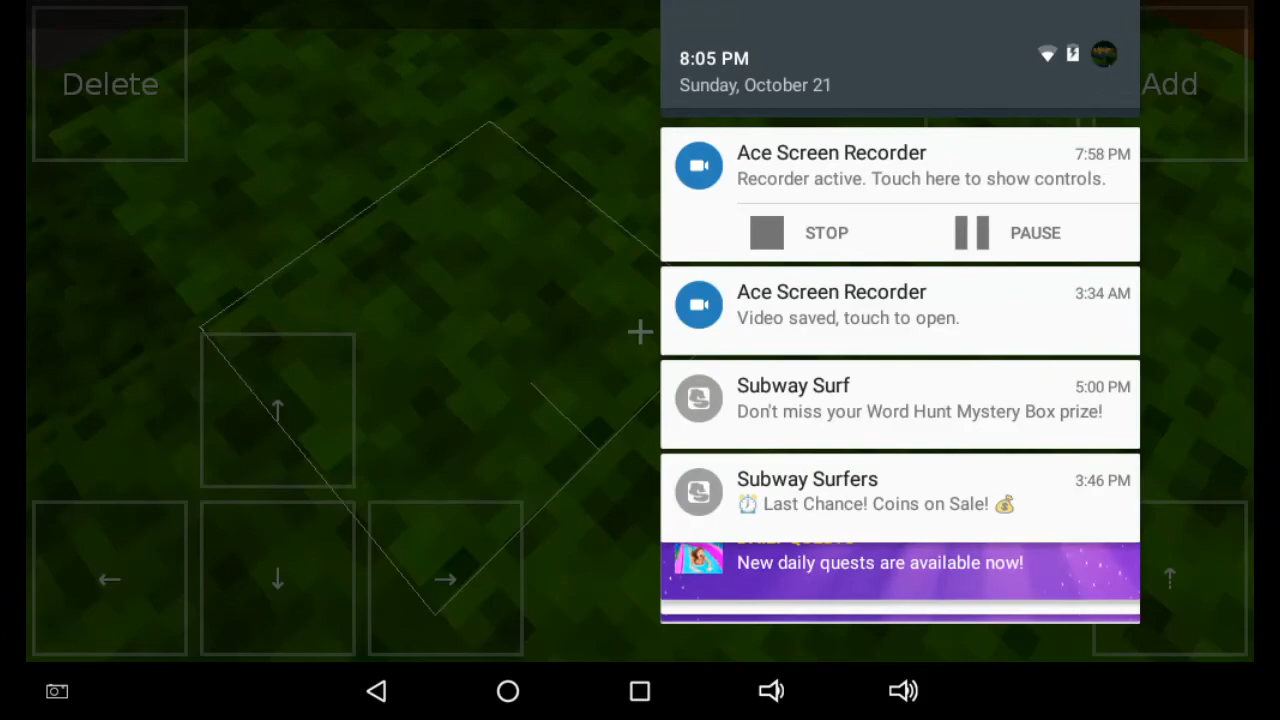 Delete
Add
8:05 PM
Sunday, October 21
Ace Screen Recorder 7:58 PM
Recorder active. Touch here to show controls.
STOP PAUSE
Ace Screen Recorder 3:34 AM
Video saved, touch to open.
Subway Surf 5:00 PM
Don't miss your Word Hunt Mystery Box prize!
Subway Surfers 3:46 PM
⏰ Last Chance! Coins on Sale! 💰
New daily quests are available now!